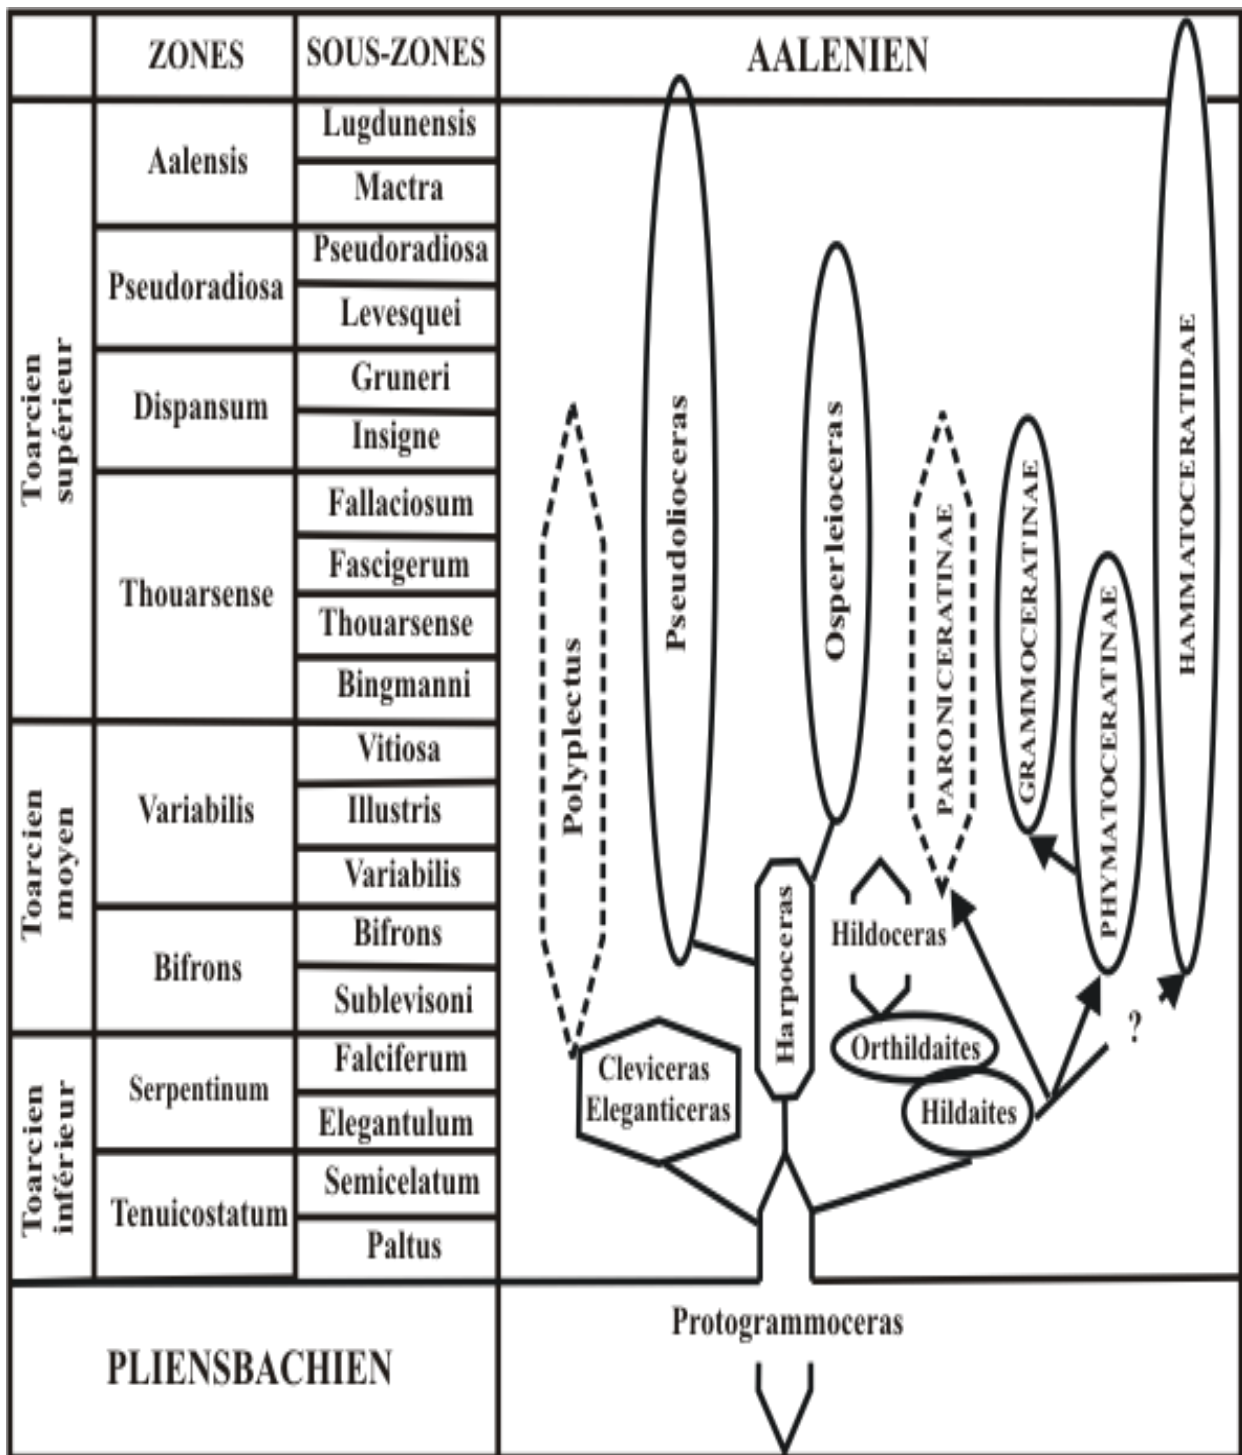 ZONES
SOUS-ZONES
AALENIEN
Toarcien
supérieur
Aalensis
Lugdunensis
Mactra
Pseudoradiosa
Pseudoradiosa
Levesquei
Dispansum
Gruneri
Insigne
Thouarsense
Fallaciosum
Fascigerum
Thouarsense
Bingmanni
Toarcien
moyen
Variabilis
Vitiosa
Illustris
Variabilis
Bifrons
Bifrons
Sublevisoni
Toarcien
inférieur
Serpentinum
Falciferum
Elegantulum
Tenuicostatum
Semicelatum
Paltus
PLIENSBACHIEN
Polyplectus
Pseudolioceras
Osperleioceras
PARONICERATINAE
GRAMMOCERATINAE
PHYMATOCERATINAE
HAMMATOCERATIDAE
Harpoceras
Hildoceras
?
Orthildaites
Cleviceras
Eleganticeras
Hildaites
Protogrammoceras